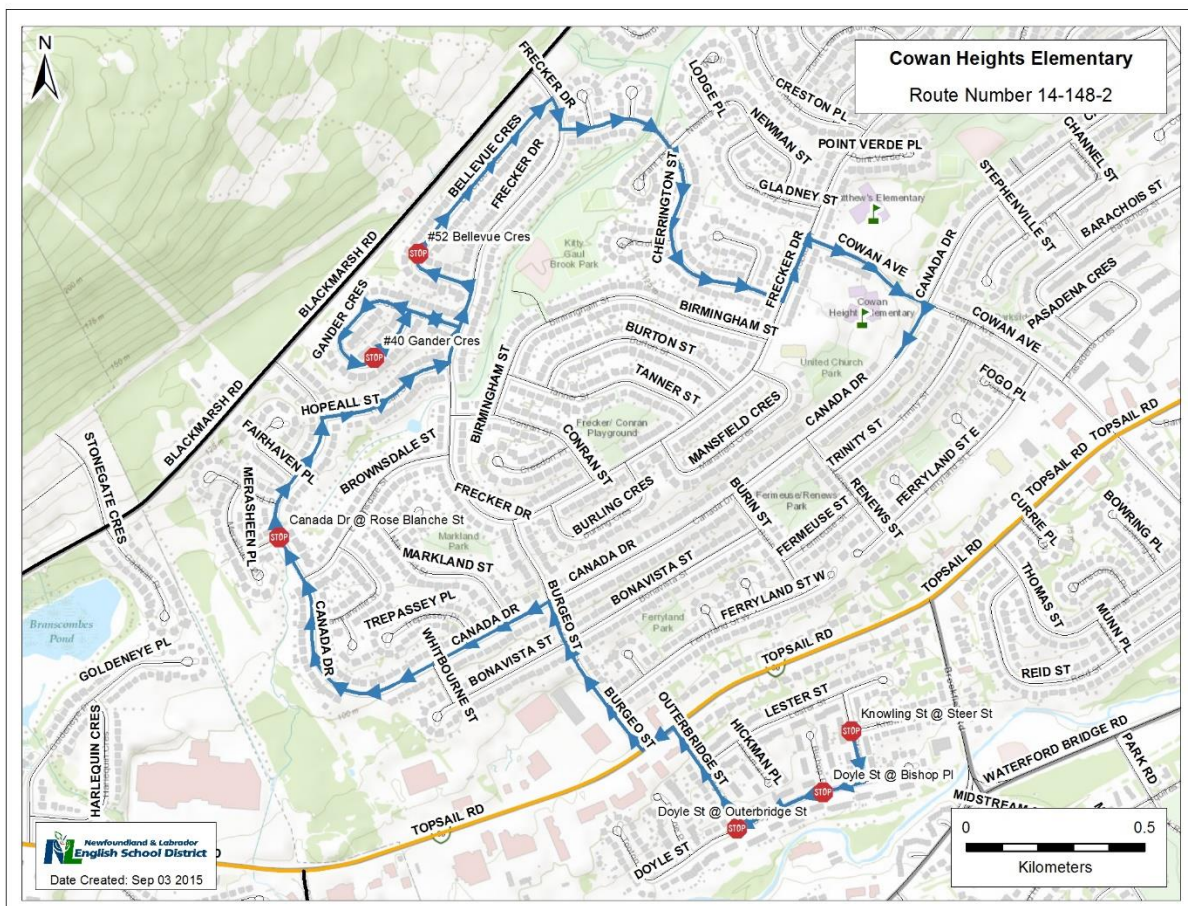 N
Cowan Heights Elementary
Route Number 14-148-2
FRECKER DR
LODGE PL
CRESTON PL
NEWMAN ST
POINT VERDE PL
CHANNEL ST
STEPHENVILLE ST
BARACHOIS ST
BELLEVUE CRES
FRECKER DR
GLADNEY ST
CHERRINGTON ST
Kitty
Gaul
Brook Park
#52 Bellevue Cres
STOP
FRECKER DR
COWAN AVE
CANADA DR
PASADENA CRES
BLACKMARSH RD
GANDER CRES
#40 Gander Cres
STOP
BIRMINGHAM ST
BURTON ST
TANNER ST
United Church
Park
COWAN AVE
FOGO PL
HOPEALL ST
BIRMINGHAM ST
MANSFIELD CRES
CANADA DR
TRINITY ST
TOPSAIL RD
BLACKMARSH RD
FAIRHAVEN PL
BROWNSDALE ST
Frecker/ Conran
Playground
CONRAN ST
FERRYLAND ST E
TOPSAIL RD
STONEGATE CRES
MERASHEEN PL
FRECKER DR
BURLING CRES
BURIN ST
Fermeuse/Renews
Park
RENEWS ST
FERMEUSE ST
CURRIE PL
BOWRING PL
Canada Dr @ Rose Blanche St
STOP
Markland
Park
MARKLAND ST
CANADA DR
BONAVISTA ST
TOPSAIL RD
THOMAS ST
MUNN PL
Branscombes
Pond
CANADA DR
TREPASSEY PL
CANADA DR
BURGEO ST
Ferryland
Park
FERRYLAND ST W
GOLDENEYE PL
WHITBOURNE ST
BONAVISTA ST
TOPSAIL RD
REID ST
HARLEQUIN CRES
BURGEO ST
OUTERBRIDGE ST
LESTER ST
HICKMAN PL
Knowling St @ Steer St
STOP
WATERFORD BRIDGE RD
PARK RD
Doyle St @ Bishop Pl
STOP
Doyle St @ Outerbridge St
STOP
DOYLE ST
TOPSAIL RD
Newfoundland & Labrador
English School District
Date Created: Sep 03 2015
0 0.5
Kilometers